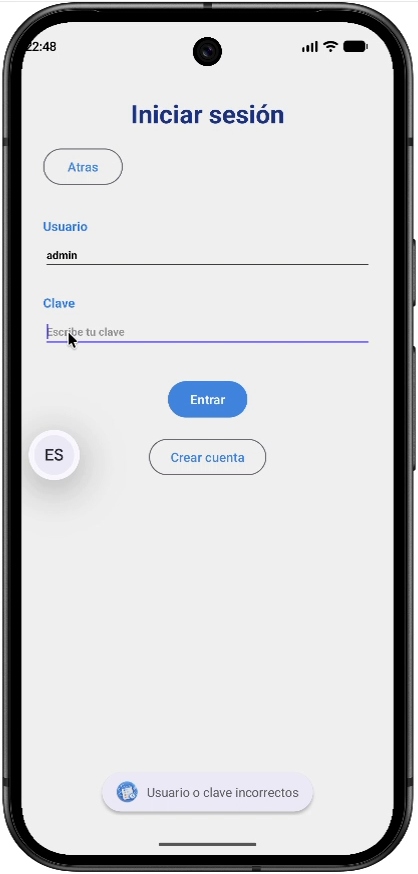 22:48
Iniciar sesión
Atras
Usuario
admin
Clave
Escribe tu clave
Entrar
ES
Crear cuenta
Usuario o clave incorrectos